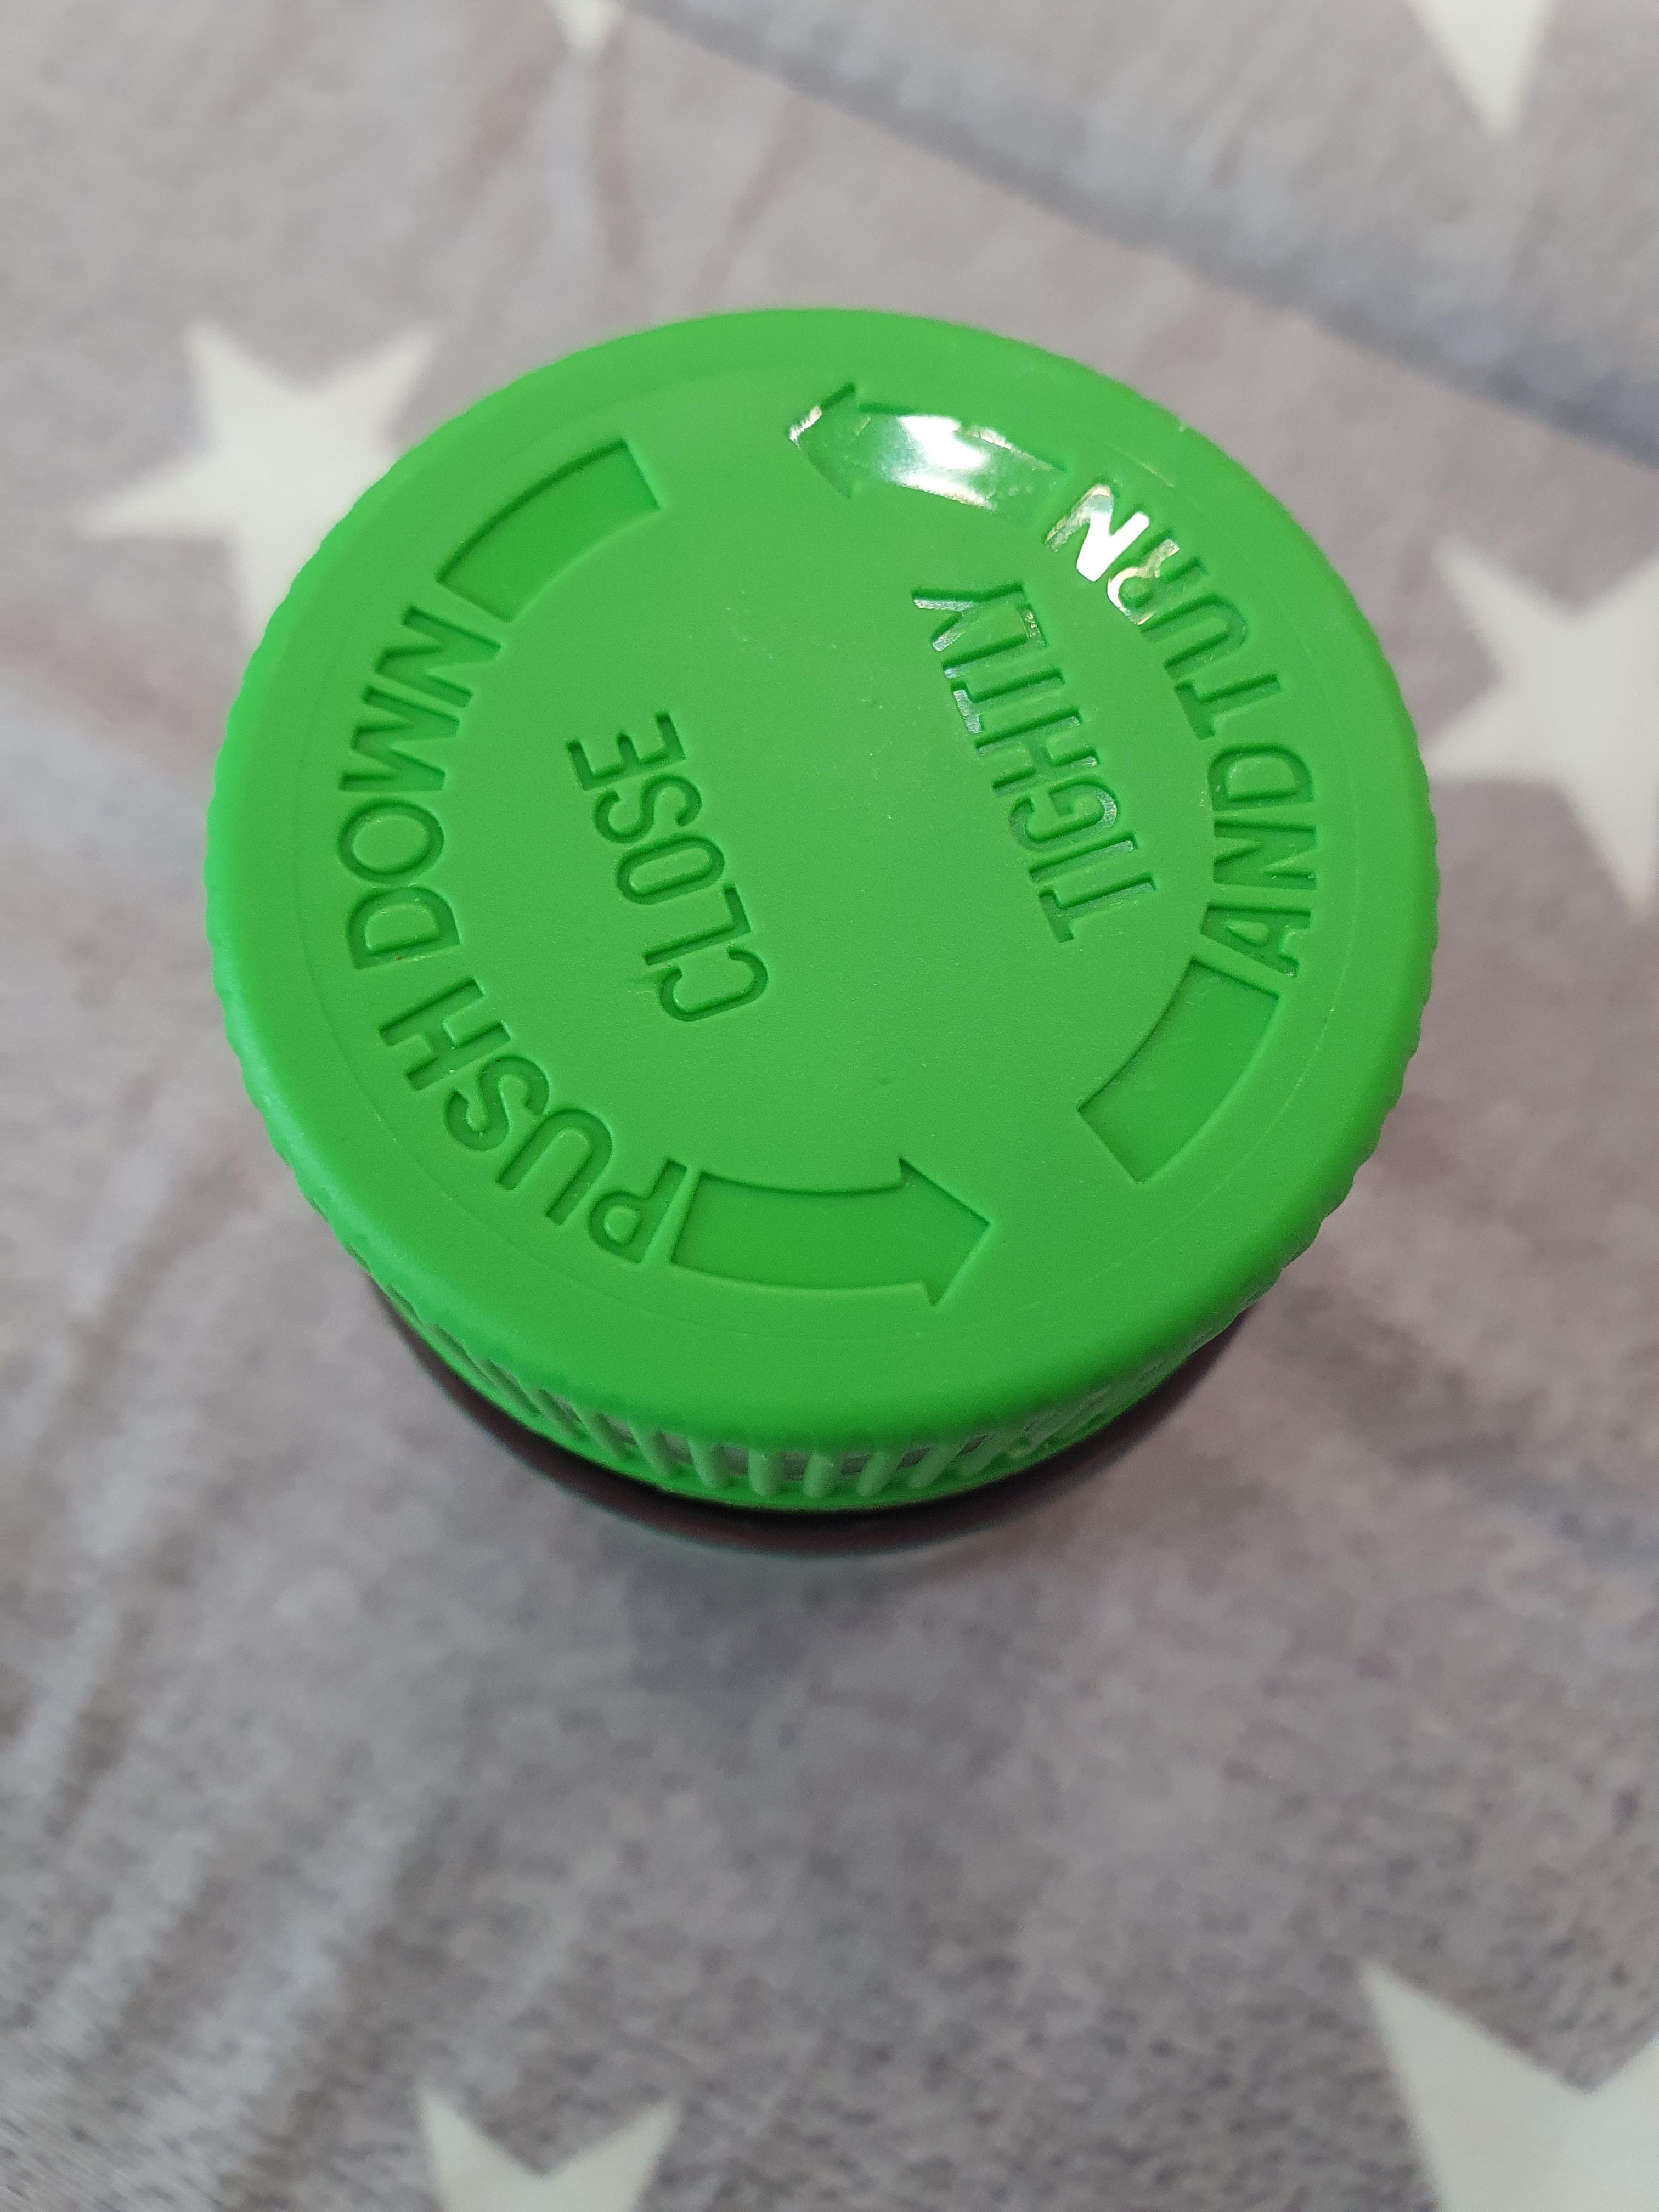 PUSH DOWN
AND TURN
CLOSE
TIGHTLY